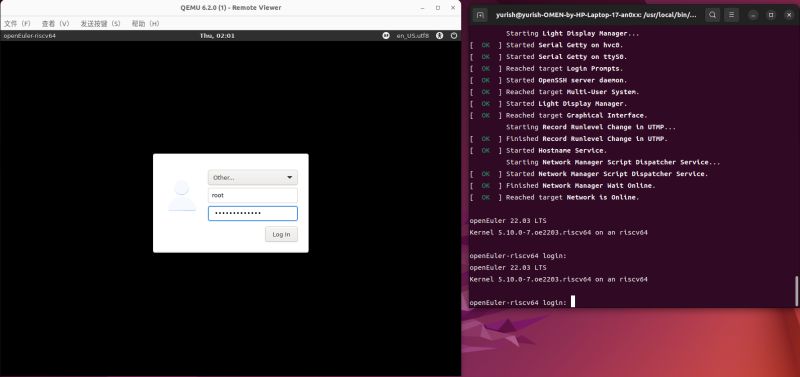 QEMU 6.2.0 (1) - Remote Viewer
文件 (F) 查看 (V) 发送按键 (S) 帮助 (H)
openEuler-riscv64 Thu, 02:01 en_US.utf8
Other...
root
•••••••••••••
Log In
yurish@yurish-OMEN-by-HP-Laptop-17-an0xx: /usr/local/bin/...
Starting Light Display Manager...
[ OK ] Started Serial Getty on hvc0.
[ OK ] Started Serial Getty on ttyS0.
[ OK ] Reached target Login Prompts.
[ OK ] Started OpenSSH server daemon.
[ OK ] Reached target Multi-User System.
[ OK ] Started Light Display Manager.
[ OK ] Reached target Graphical Interface.
Starting Record Runlevel Change in UTMP...
[ OK ] Finished Record Runlevel Change in UTMP.
[ OK ] Started Hostname Service.
Starting Network Manager Script Dispatcher Service...
[ OK ] Started Network Manager Script Dispatcher Service.
[ OK ] Finished Network Manager Wait Online.
[ OK ] Reached target Network is Online.
openEuler 22.03 LTS
Kernel 5.10.0-7.oe2203.riscv64 on an riscv64
openEuler-riscv64 login:
openEuler 22.03 LTS
Kernel 5.10.0-7.oe2203.riscv64 on an riscv64
openEuler-riscv64 login: